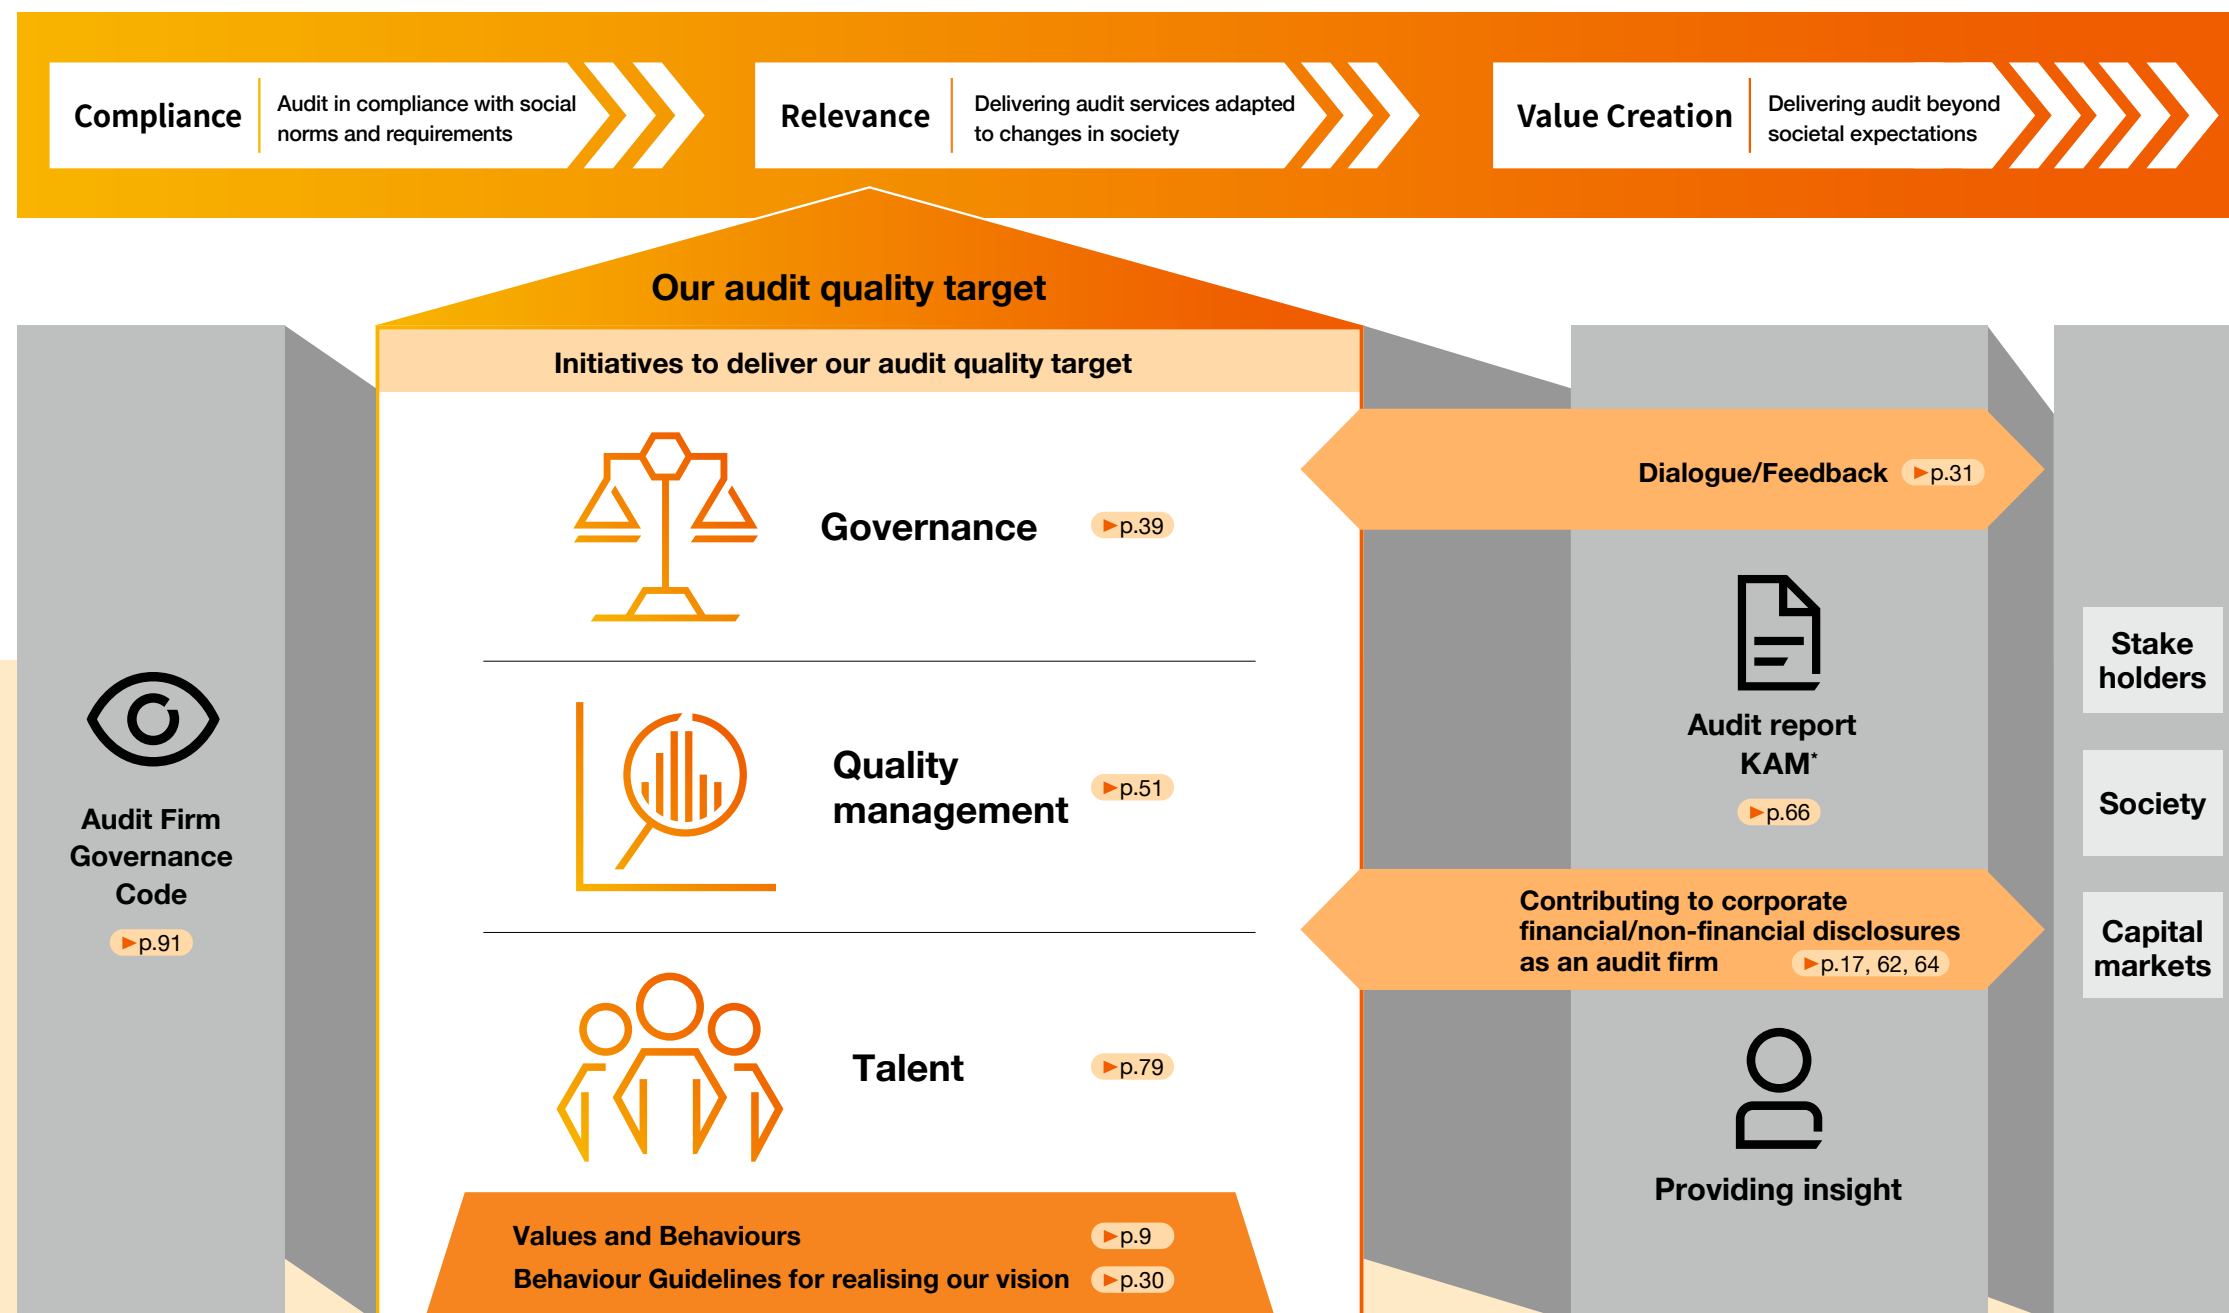 Compliance
Audit in compliance with social
norms and requirements
Relevance
Delivering audit services adapted
to changes in society
Value Creation
Delivering audit beyond
societal expectations
Our audit quality target
Initiatives to deliver our audit quality target
Audit Firm
Governance
Code
►p.91
Governance ►p.39
Quality
management
►p.51
Talent ►p.79
Values and Behaviours ►p.9
Behaviour Guidelines for realising our vision ►p.30
Dialogue/Feedback ►p.31
Audit report
KAM*
►p.66
Contributing to corporate
financial/non-financial disclosures
as an audit firm ►p.17, 62, 64
Providing insight
Stake
holders
Society
Capital
markets